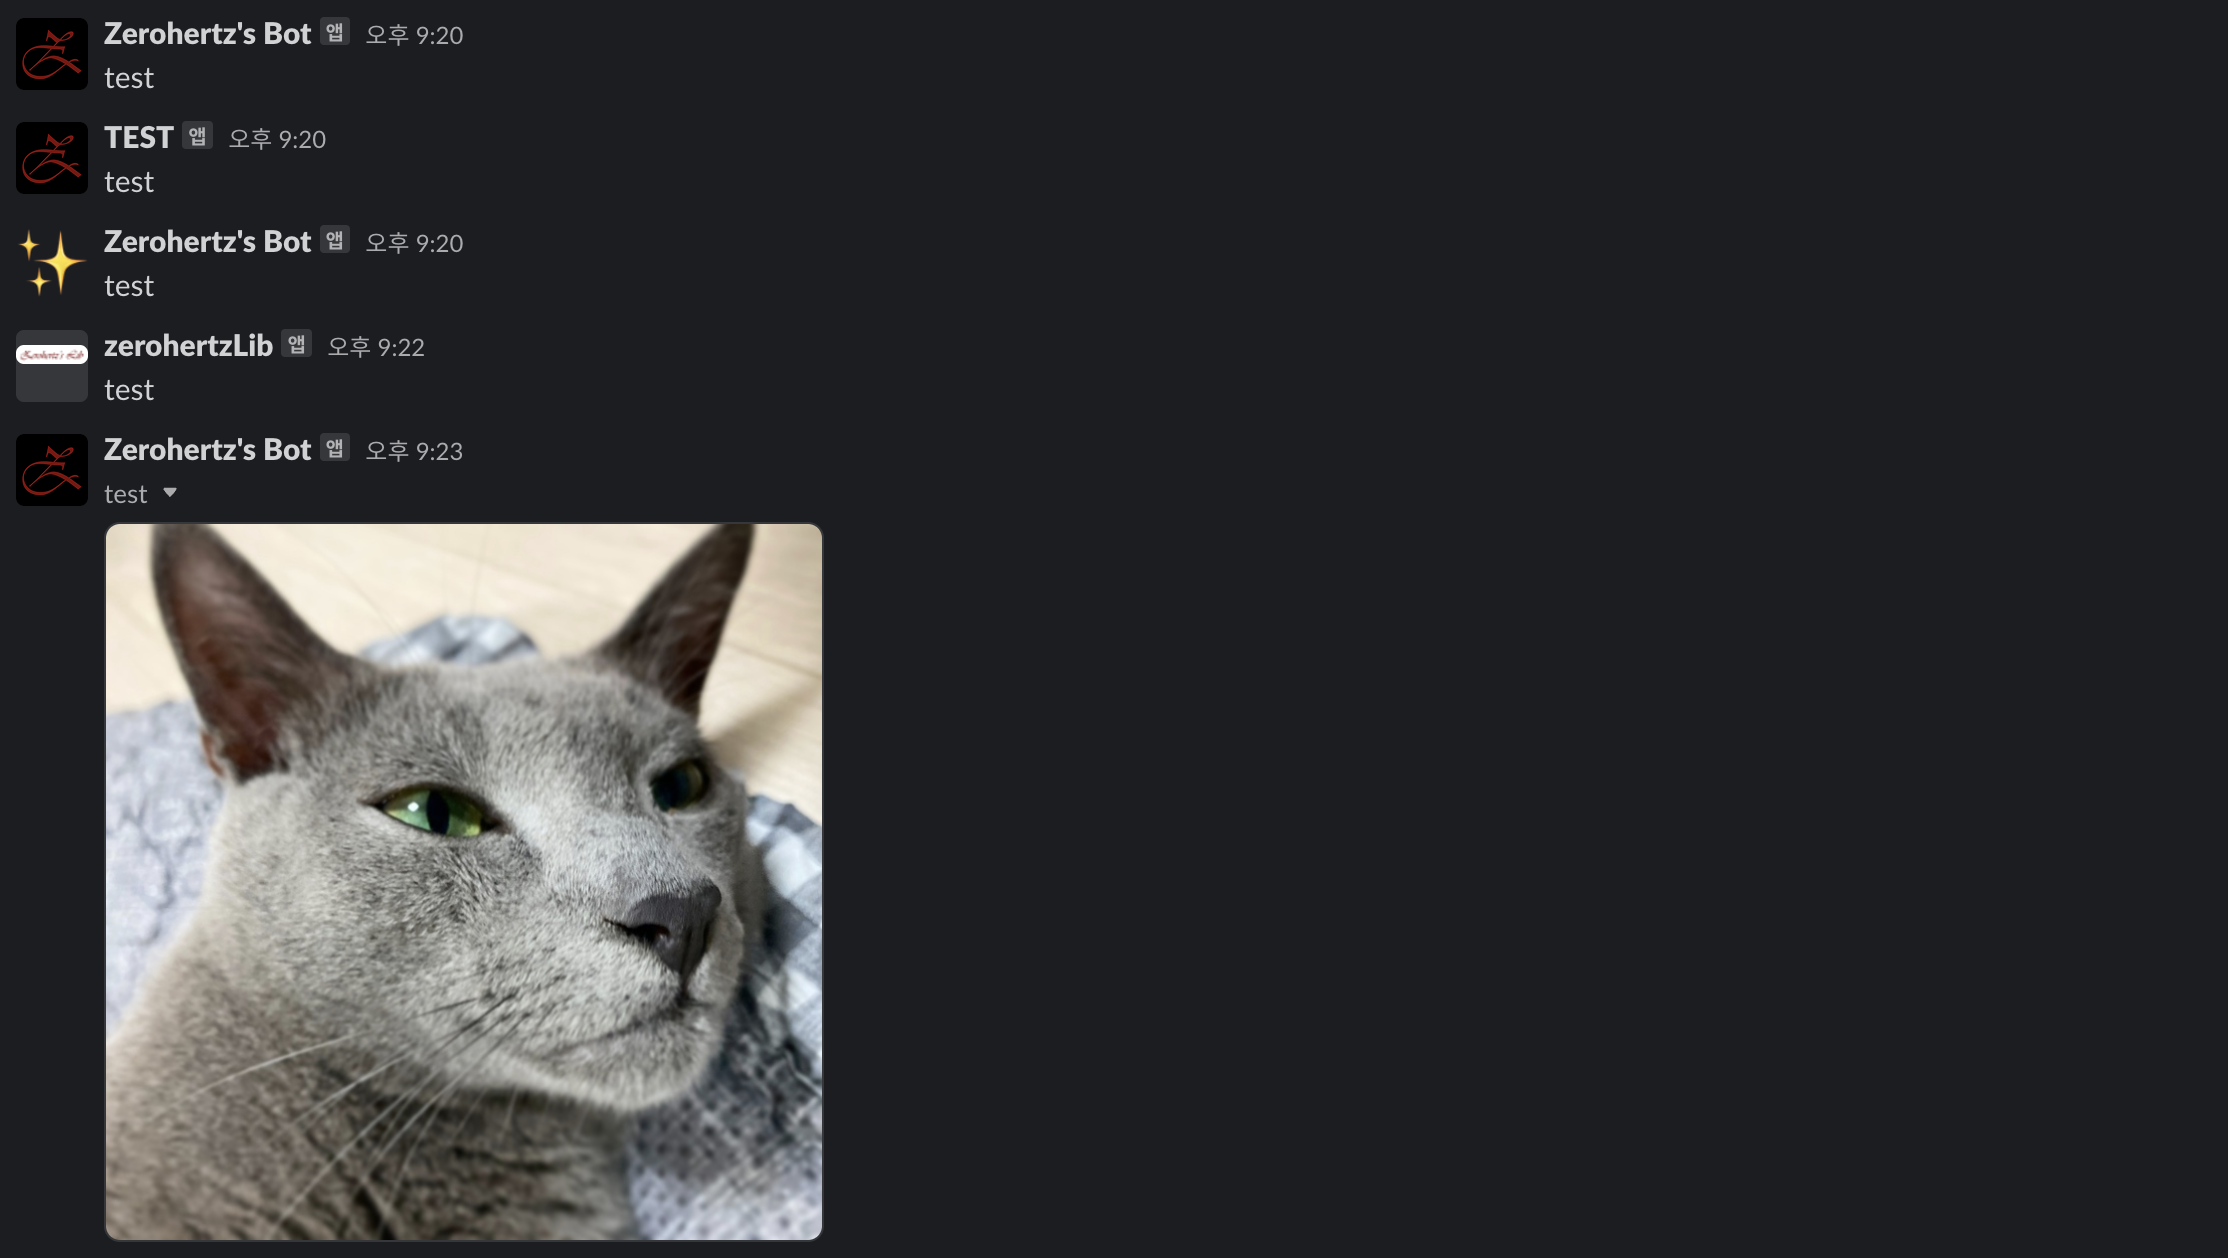 Zerohertz's Bot 앱 오후 9:20
test
TEST 앱 오후 9:20
test
Zerohertz's Bot 앱 오후 9:20
test
Zerohertz's Lib
zerohertzLib 앱 오후 9:22
test
Zerohertz's Bot 앱 오후 9:23
test